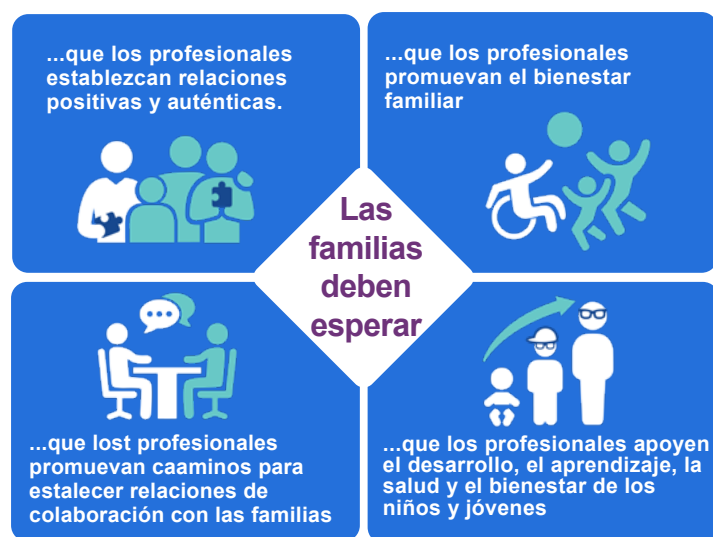 ...que los profesionales
establezcan relaciones
positivas y auténticas.
...que los profesionales
promuevan el bienestar
familiar
Las
familias
deben
esperar
...que lost profesionales
promuevan caaminos para
estalecer relaciones de
colaboración con las familias
...que los profesionales apoyen
el desarrollo, el aprendizaje, la
salud y el bienestar de los
niños y jóvenes